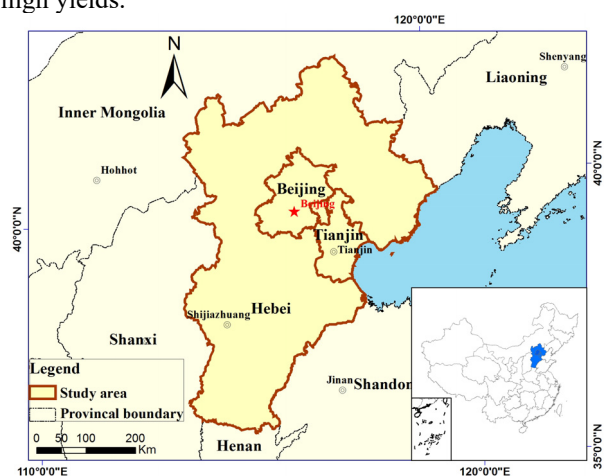 high yields.
120°0'0"E
N
Shenyang
Liaoning
Inner Mongolia
Hohhot
40°0'0"N
Beijing
Beijing
40°0'0"N
Tianjin
Tianjin
Shijiazhuang
Hebei
Shanxi
Legend
Study area
Provincal boundary
0 50 100 200
Km
Jinan
Shandon
Henan
35°0'0"N
110°0'0"E
120°0'0"E